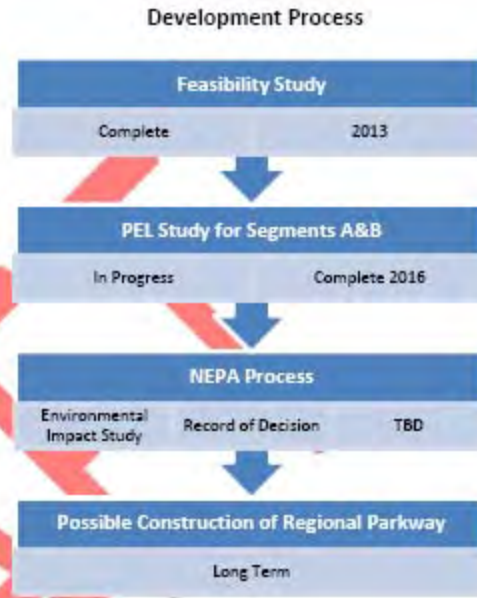 Development Process
Feasibility Study
Complete 2013
PEL Study for Segments A&B
In Progress Complete 2016
NEPA Process
Environmental
Impact Study Record of Decision TBD
Possible Construction of Regional Parkway
Long Term